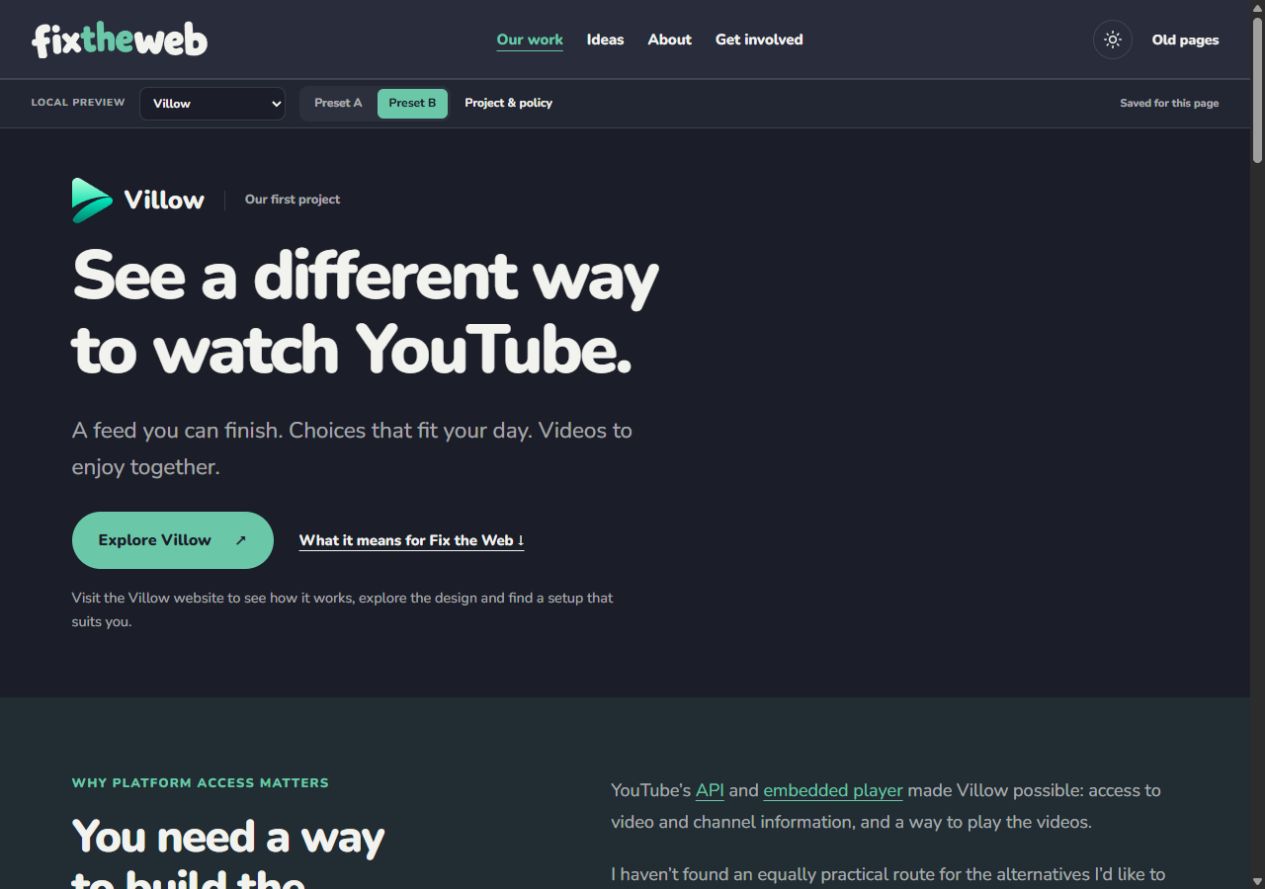 fixtheweb
Our work
Ideas
About
Get involved
Old pages
LOCAL PREVIEW
Villow
Preset A
Preset B
Project & policy
Saved for this page
Villow
Our first project
See a different way
to watch YouTube.
A feed you can finish. Choices that fit your day. Videos to
enjoy together.
Explore Villow ↗
What it means for Fix the Web ↓
Visit the Villow website to see how it works, explore the design and find a setup that
suits you.
WHY PLATFORM ACCESS MATTERS
You need a way
to build the
YouTube’s API and embedded player made Villow possible: access to
video and channel information, and a way to play the videos.
I haven’t found an equally practical route for the alternatives I’d like to